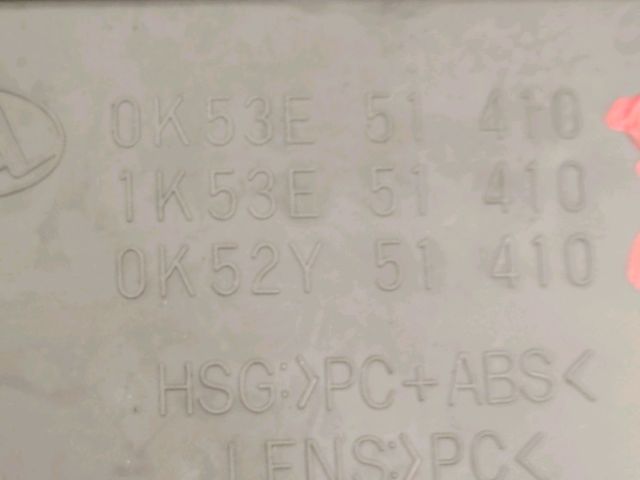 0K53E 51 410
1K53E 51 410
0K52Y 51 410
HSG:>PC+ABS<
LENS:>PC<